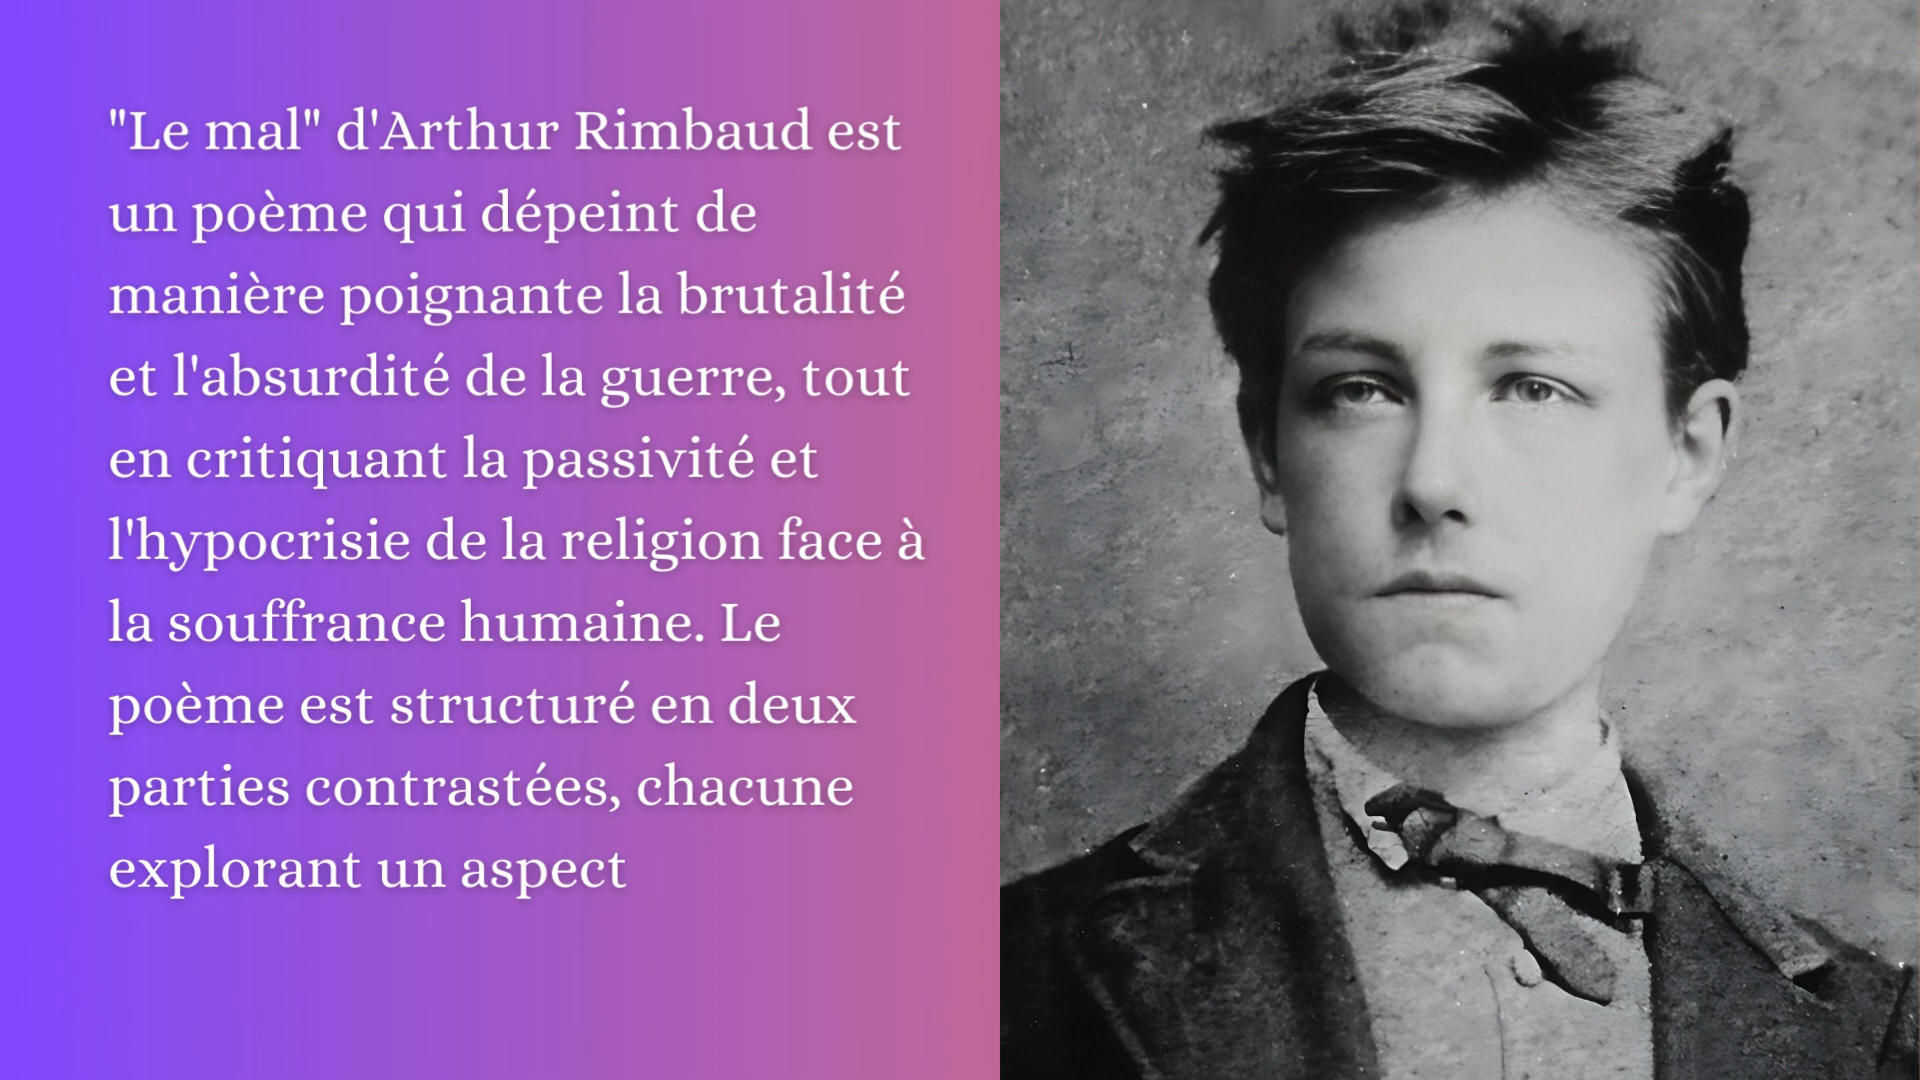 "Le mal" d'Arthur Rimbaud est
un poème qui dépeint de
manière poignante la brutalité
et l'absurdité de la guerre, tout
en critiquant la passivité et
l'hypocrisie de la religion face à
la souffrance humaine. Le
poème est structuré en deux
parties contrastées, chacune
explorant un aspect